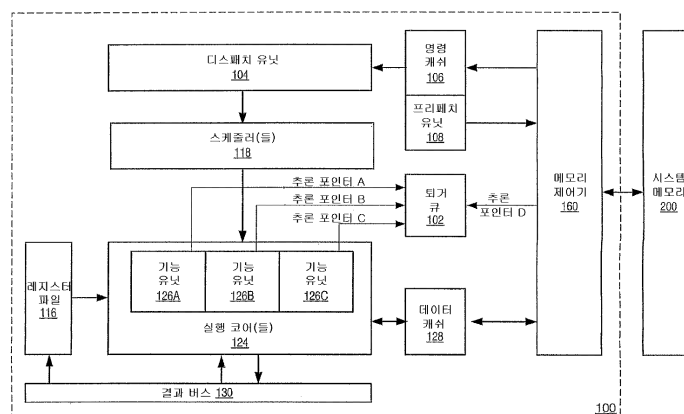 디스패치 유닛
104
명령
캐쉬
106
프리페치
유닛
108
스케줄러(들)
118
추론 포인터 A
추론 포인터 B
추론 포인터 C
퇴거
큐
102
추론
포인터 D
메모리
제어기
160
시스템
메모리
200
레지스터
파일
116
기능
유닛
126A
기능
유닛
126B
기능
유닛
126C
실행 코어(들)
124
데이터
캐쉬
128
결과 버스 130
100